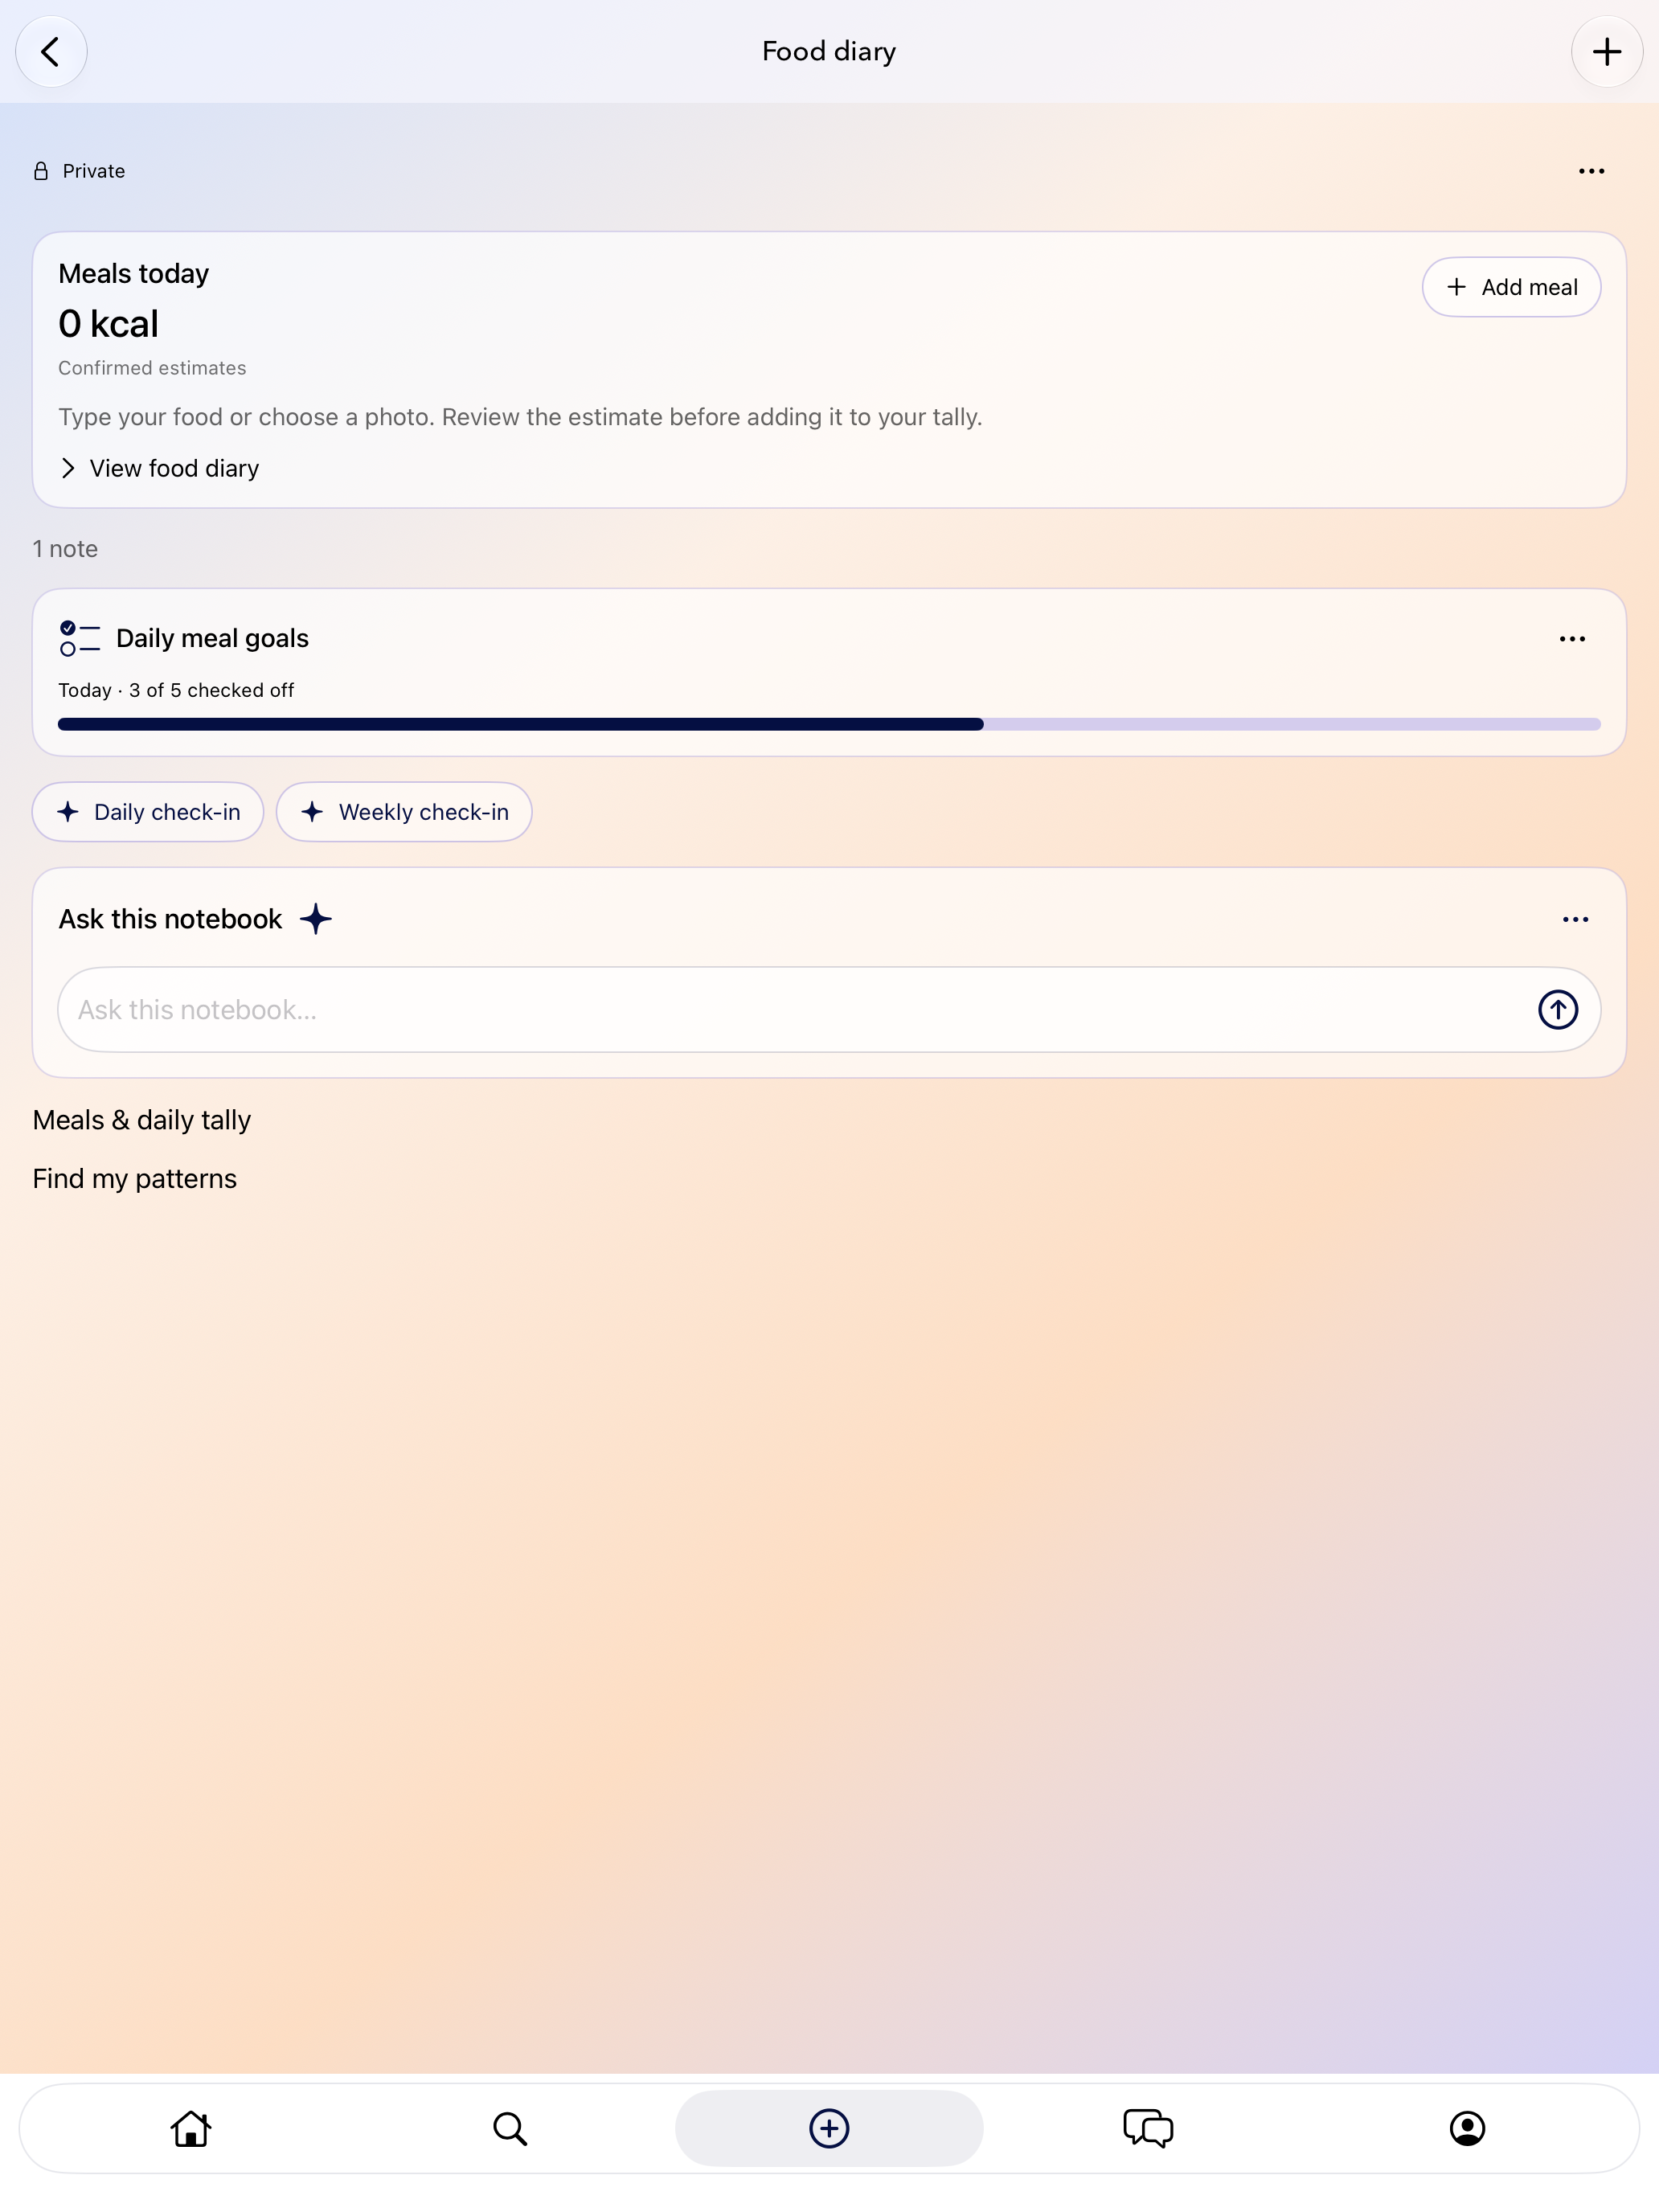 Food diary
Private
Meals today
Add meal
0 kcal
Confirmed estimates
Type your food or choose a photo. Review the estimate before adding it to your tally.
View food diary
1 note
Daily meal goals
Today · 3 of 5 checked off
Daily check-in
Weekly check-in
Ask this notebook
Ask this notebook...
Meals & daily tally
Find my patterns